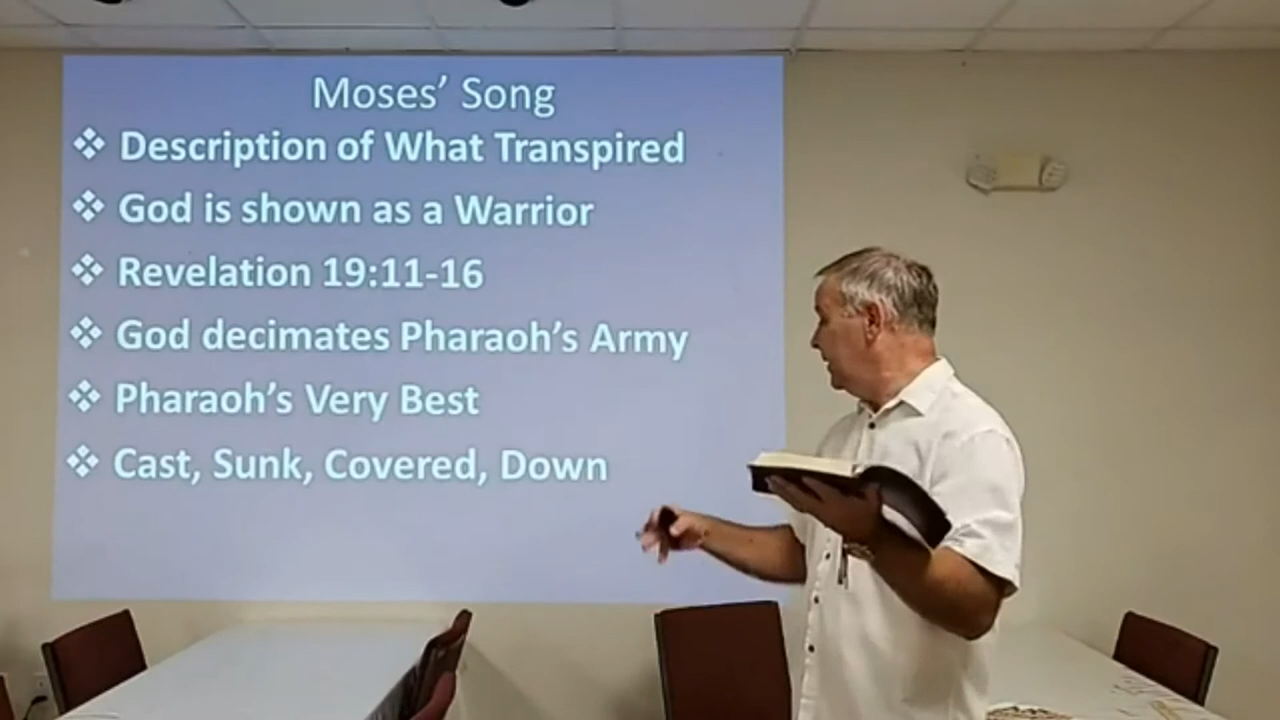 Moses' Song
❖ Description of What Transpired
❖ God is shown as a Warrior
❖ Revelation 19:11-16
❖ God decimates Pharaoh's Army
❖ Pharaoh's Very Best
❖ Cast, Sunk, Covered, Down